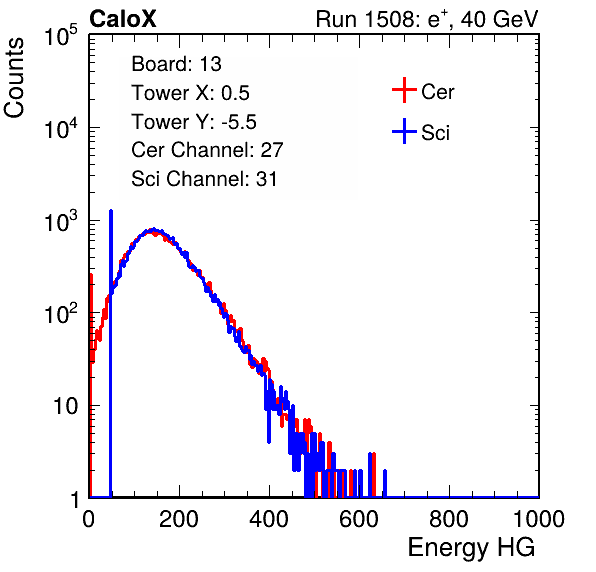 CaloX Run 1508: e⁺, 40 GeV
Counts
10⁵
10⁴
10³
10²
10
1
Board: 13
Tower X: 0.5
Tower Y: -5.5
Cer Channel: 27
Sci Channel: 31
Cer
Sci
0 200 400 600 800 1000
Energy HG